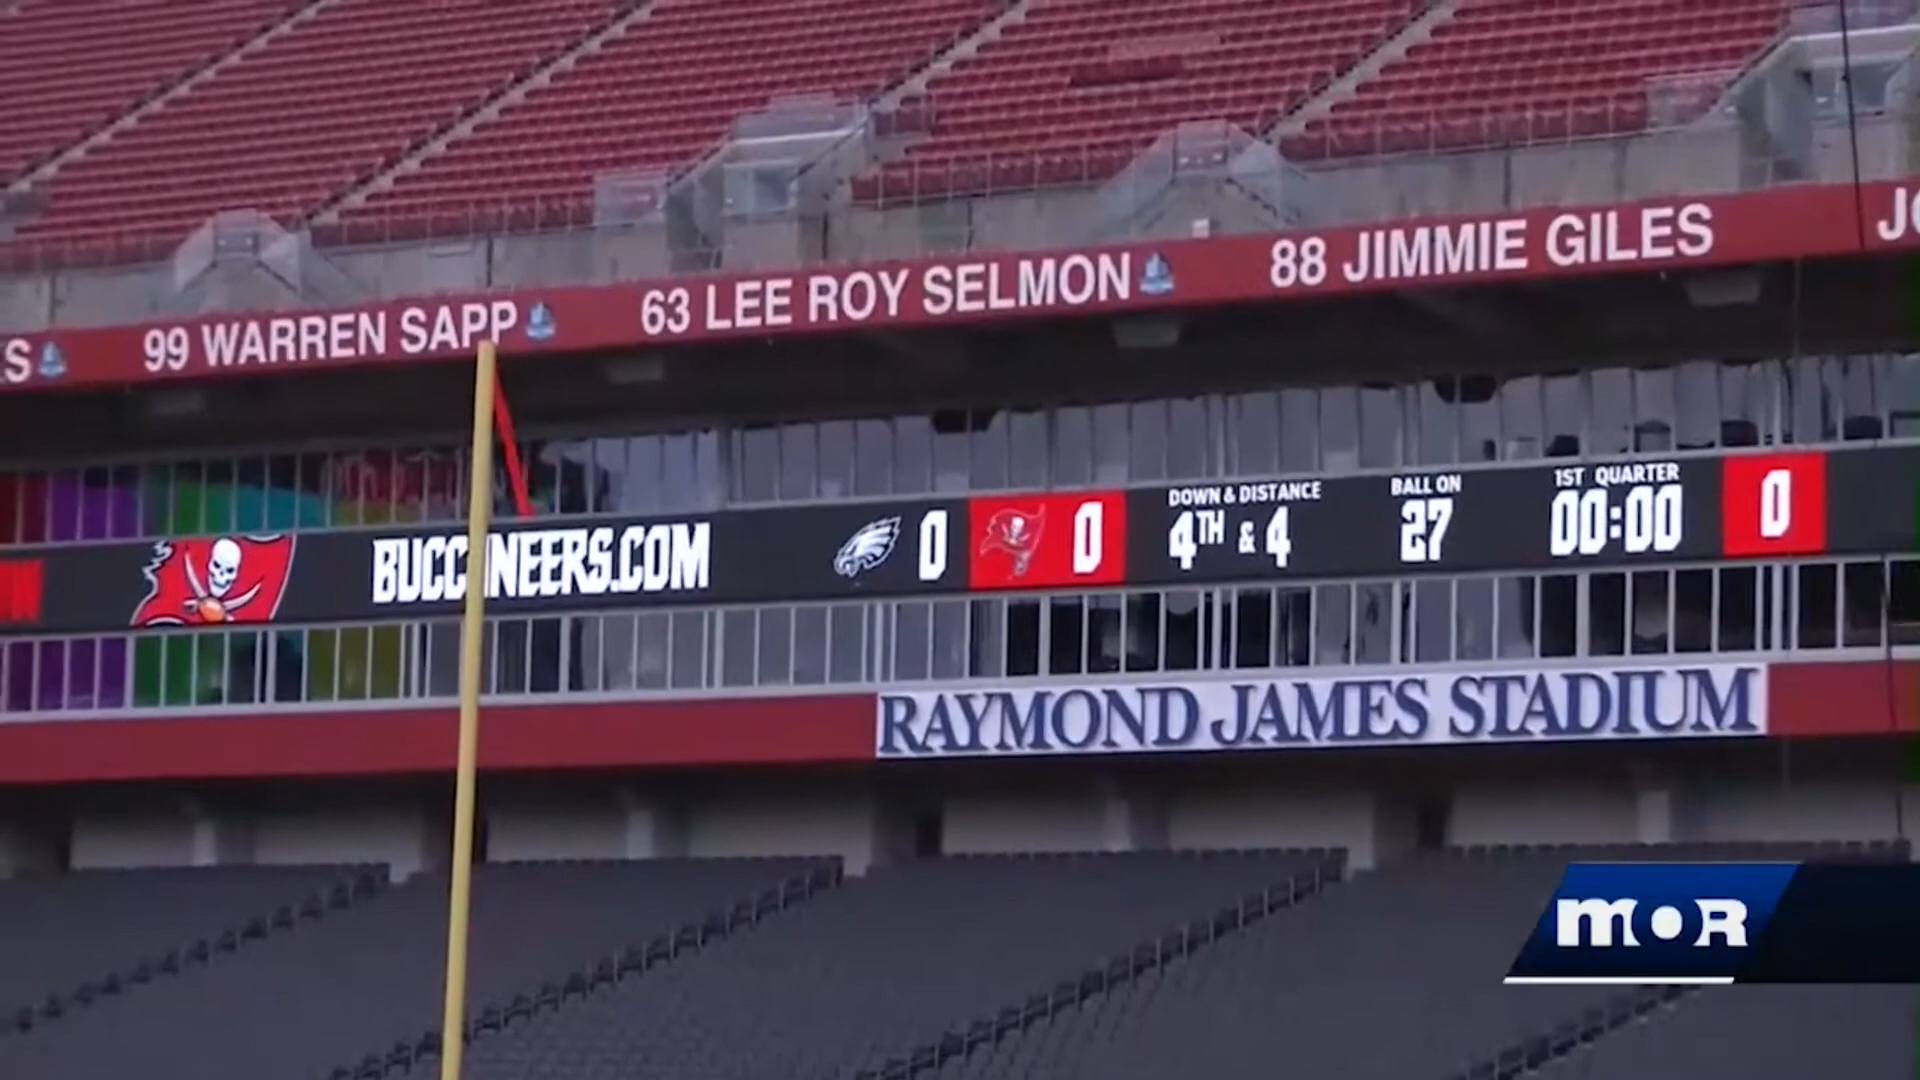 S 99 WARREN SAPP 63 LEE ROY SELMON 88 JIMMIE GILES
BUCCANEERS.COM 0 0 DOWN & DISTANCE 4TH & 4 BALL ON 27 1ST QUARTER 00:00 0
RAYMOND JAMES STADIUM
MOR